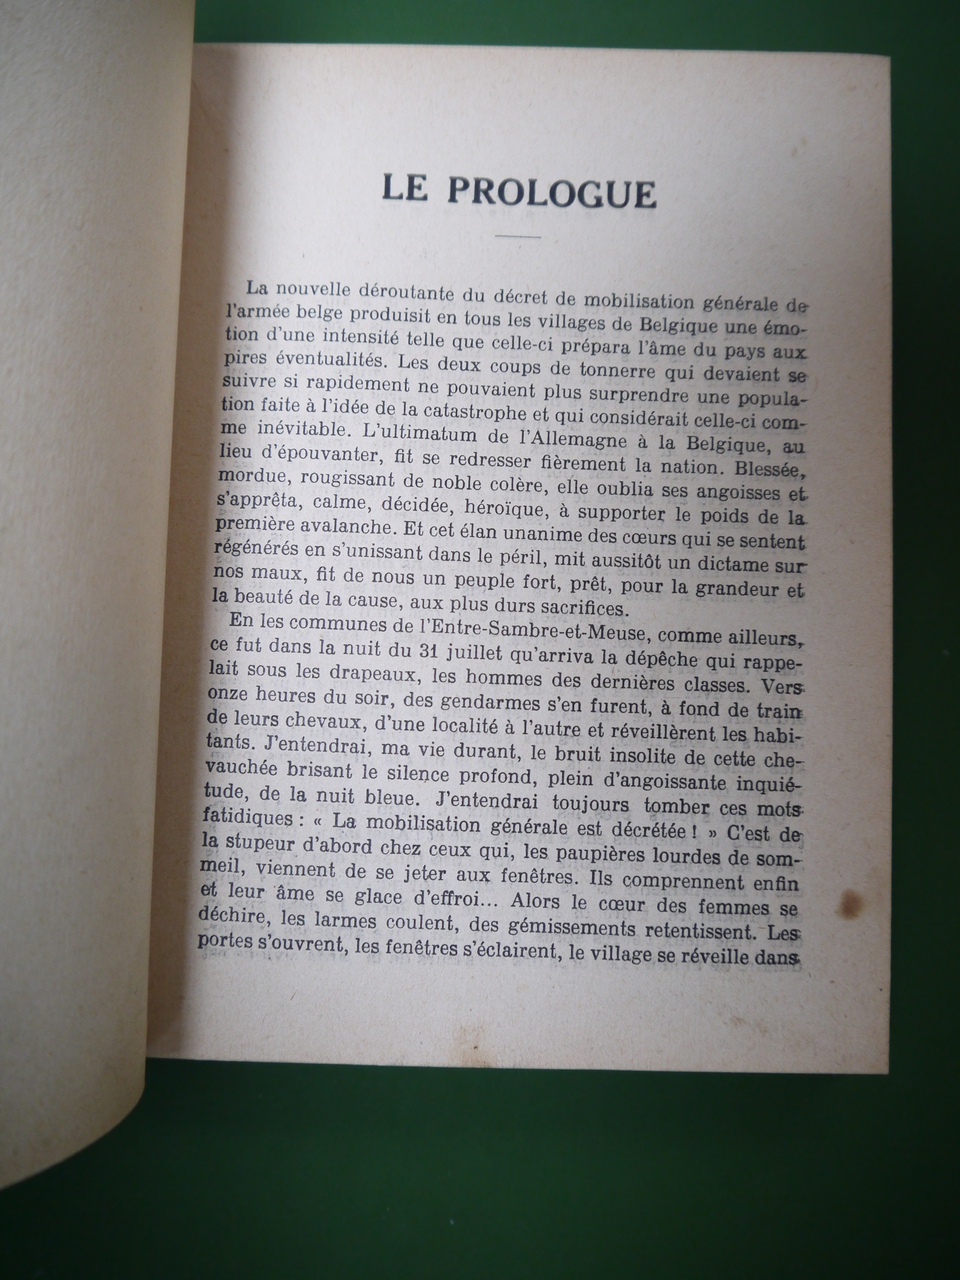 LE PROLOGUE
La nouvelle déroutante du décret de mobilisation générale de
l'armée belge produisit en tous les villages de Belgique une émo-
tion d'une intensité telle que celle-ci prépara l'âme du pays aux
pires éventualités. Les deux coups de tonnerre qui devaient se
suivre si rapidement ne pouvaient plus surprendre une popula-
tion faite à l'idée de la catastrophe et qui considérait celle-ci com-
me inévitable. L'ultimatum de l'Allemagne à la Belgique, au
lieu d'épouvanter, fit se redresser fièrement la nation. Blessée,
mordue, rougissant de noble colère, elle oublia ses angoisses et
s'apprêta, calme, décidée, héroïque, à supporter le poids de la
première avalanche. Et cet élan unanime des cœurs qui se sentent
régénérés en s'unissant dans le péril, mit aussitôt un dictame sur
nos maux, fit de nous un peuple fort, prêt, pour la grandeur et
la beauté de la cause, aux plus durs sacrifices.
En les communes de l'Entre-Sambre-et-Meuse, comme ailleurs,
ce fut dans la nuit du 31 juillet qu'arriva la dépêche qui rappe-
lait sous les drapeaux, les hommes des dernières classes. Vers
onze heures du soir, des gendarmes s'en furent, à fond de train
de leurs chevaux, d'une localité à l'autre et réveillèrent les habi-
tants. J'entendrai, ma vie durant, le bruit insolite de cette che-
vauchée brisant le silence profond, plein d'angoissante inquié-
tude, de la nuit bleue. J'entendrai toujours tomber ces mots
fatidiques : « La mobilisation générale est décrétée ! » C'est de
la stupeur d'abord chez ceux qui, les paupières lourdes de som-
meil, viennent de se jeter aux fenêtres. Ils comprennent enfin
et leur âme se glace d'effroi... Alors le cœur des femmes se
déchire, les larmes coulent, des gémissements retentissent. Les
portes s'ouvrent, les fenêtres s'éclairent, le village se réveille dans